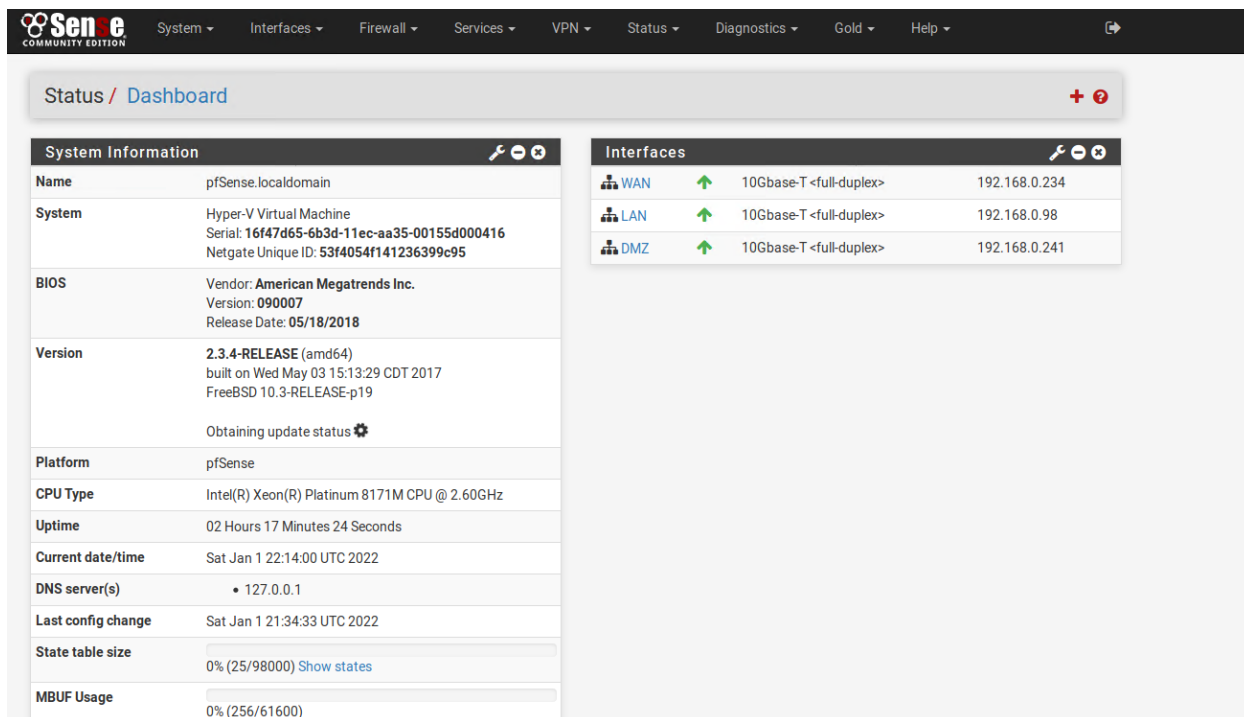 Sense
COMMUNITY EDITION
System Interfaces Firewall Services VPN Status Diagnostics Gold Help
Status / Dashboard
System Information
Name pfSense.localdomain
System Hyper-V Virtual Machine
Serial: 16f47d65-6b3d-11ec-aa35-00155d000416
Netgate Unique ID: 53f4054f141236399c95
BIOS Vendor: American Megatrends Inc.
Version: 090007
Release Date: 05/18/2018
Version 2.3.4-RELEASE (amd64)
built on Wed May 03 15:13:29 CDT 2017
FreeBSD 10.3-RELEASE-p19
Obtaining update status
Platform pfSense
CPU Type Intel(R) Xeon(R) Platinum 8171M CPU @ 2.60GHz
Uptime 02 Hours 17 Minutes 24 Seconds
Current date/time Sat Jan 1 22:14:00 UTC 2022
DNS server(s) • 127.0.0.1
Last config change Sat Jan 1 21:34:33 UTC 2022
State table size
0% (25/98000) Show states
MBUF Usage
0% (256/61600)
Interfaces
WAN 10Gbase-T <full-duplex> 192.168.0.234
LAN 10Gbase-T <full-duplex> 192.168.0.98
DMZ 10Gbase-T <full-duplex> 192.168.0.241